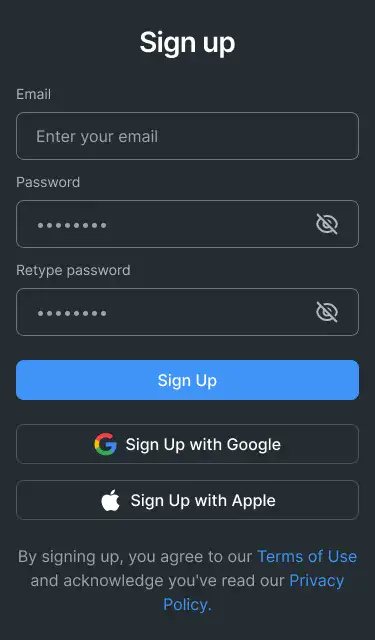 Sign up
Email
Enter your email
Password
••••••••
Retype password
••••••••
Sign Up
Sign Up with Google
Sign Up with Apple
By signing up, you agree to our Terms of Use
and acknowledge you've read our Privacy
Policy.